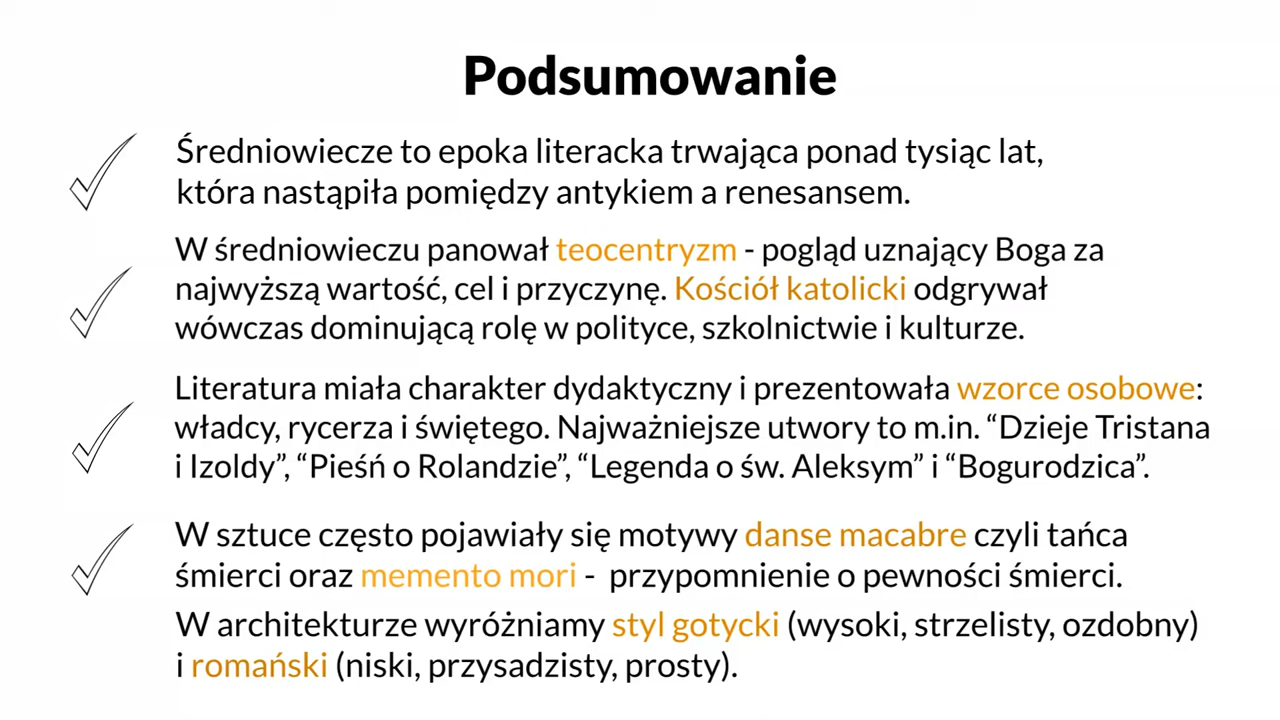 Podsumowanie
Średniowiecze to epoka literacka trwająca ponad tysiąc lat,
która nastąpiła pomiędzy antykiem a renesansem.
W średniowieczu panował teocentryzm - pogląd uznający Boga za
najwyższą wartość, cel i przyczynę. Kościół katolicki odgrywał
wówczas dominującą rolę w polityce, szkolnictwie i kulturze.
Literatura miała charakter dydaktyczny i prezentowała wzorce osobowe:
władcy, rycerza i świętego. Najważniejsze utwory to m.in. “Dzieje Tristana
i Izoldy”, “Pieśń o Rolandzie”, “Legenda o św. Aleksym” i “Bogurodzica”.
W sztuce często pojawiały się motywy danse macabre czyli tańca
śmierci oraz memento mori - przypomnienie o pewności śmierci.
W architekturze wyróżniamy styl gotycki (wysoki, strzelisty, ozdobny)
i romański (niski, przysadzisty, prosty).